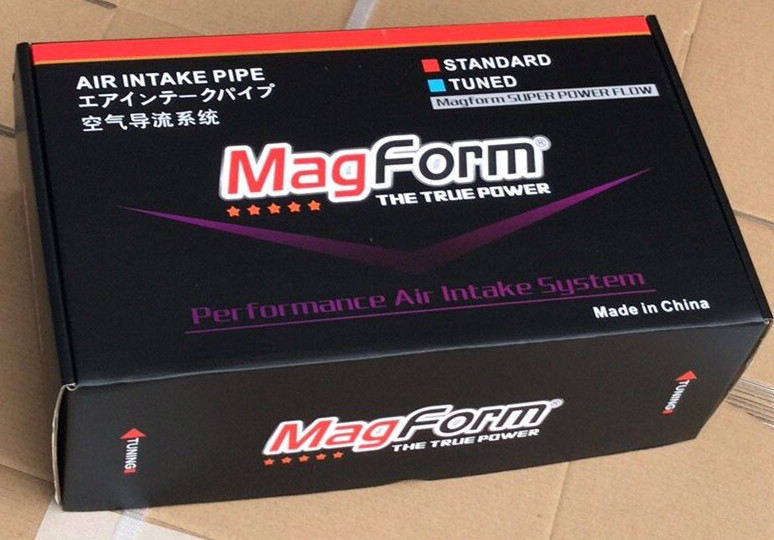 AIR INTAKE PIPE
エアインテークパイプ
空气导流系统
STANDARD
TUNED
Magform SUPER POWER FLOW
MagForm®
THE TRUE POWER
Performance Air Intake System
Made in China
TUNING!
MagForm®
THE TRUE POWER
TUNING!